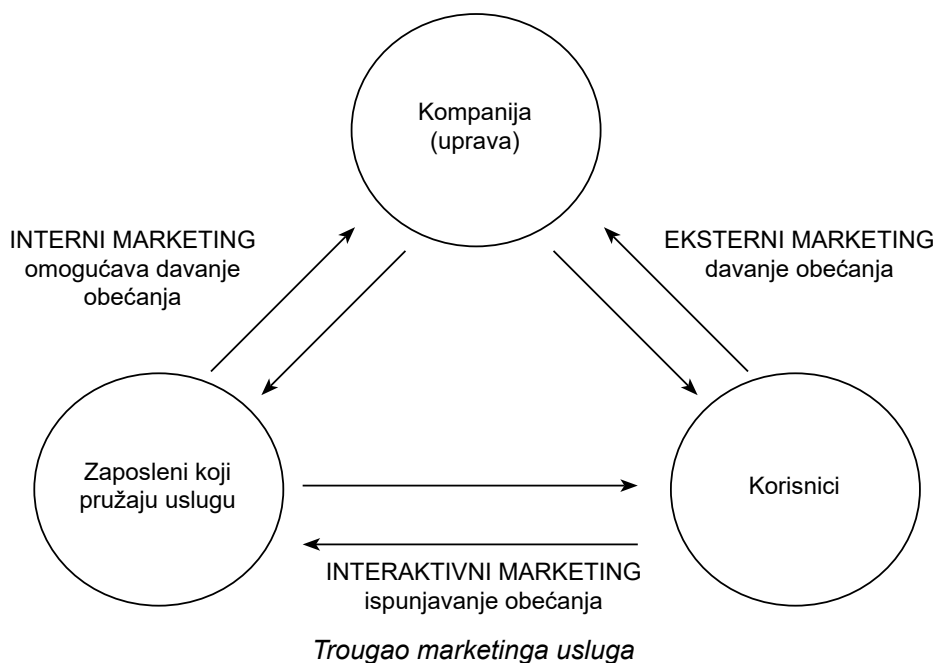 Kompanija
(uprava)
INTERNI MARKETING
omogućava davanje
obećanja
EKSTERNI MARKETING
davanje obećanja
Zaposleni koji
pružaju uslugu
Korisnici
INTERAKTIVNI MARKETING
ispunjavanje obećanja
Trougao marketinga usluga